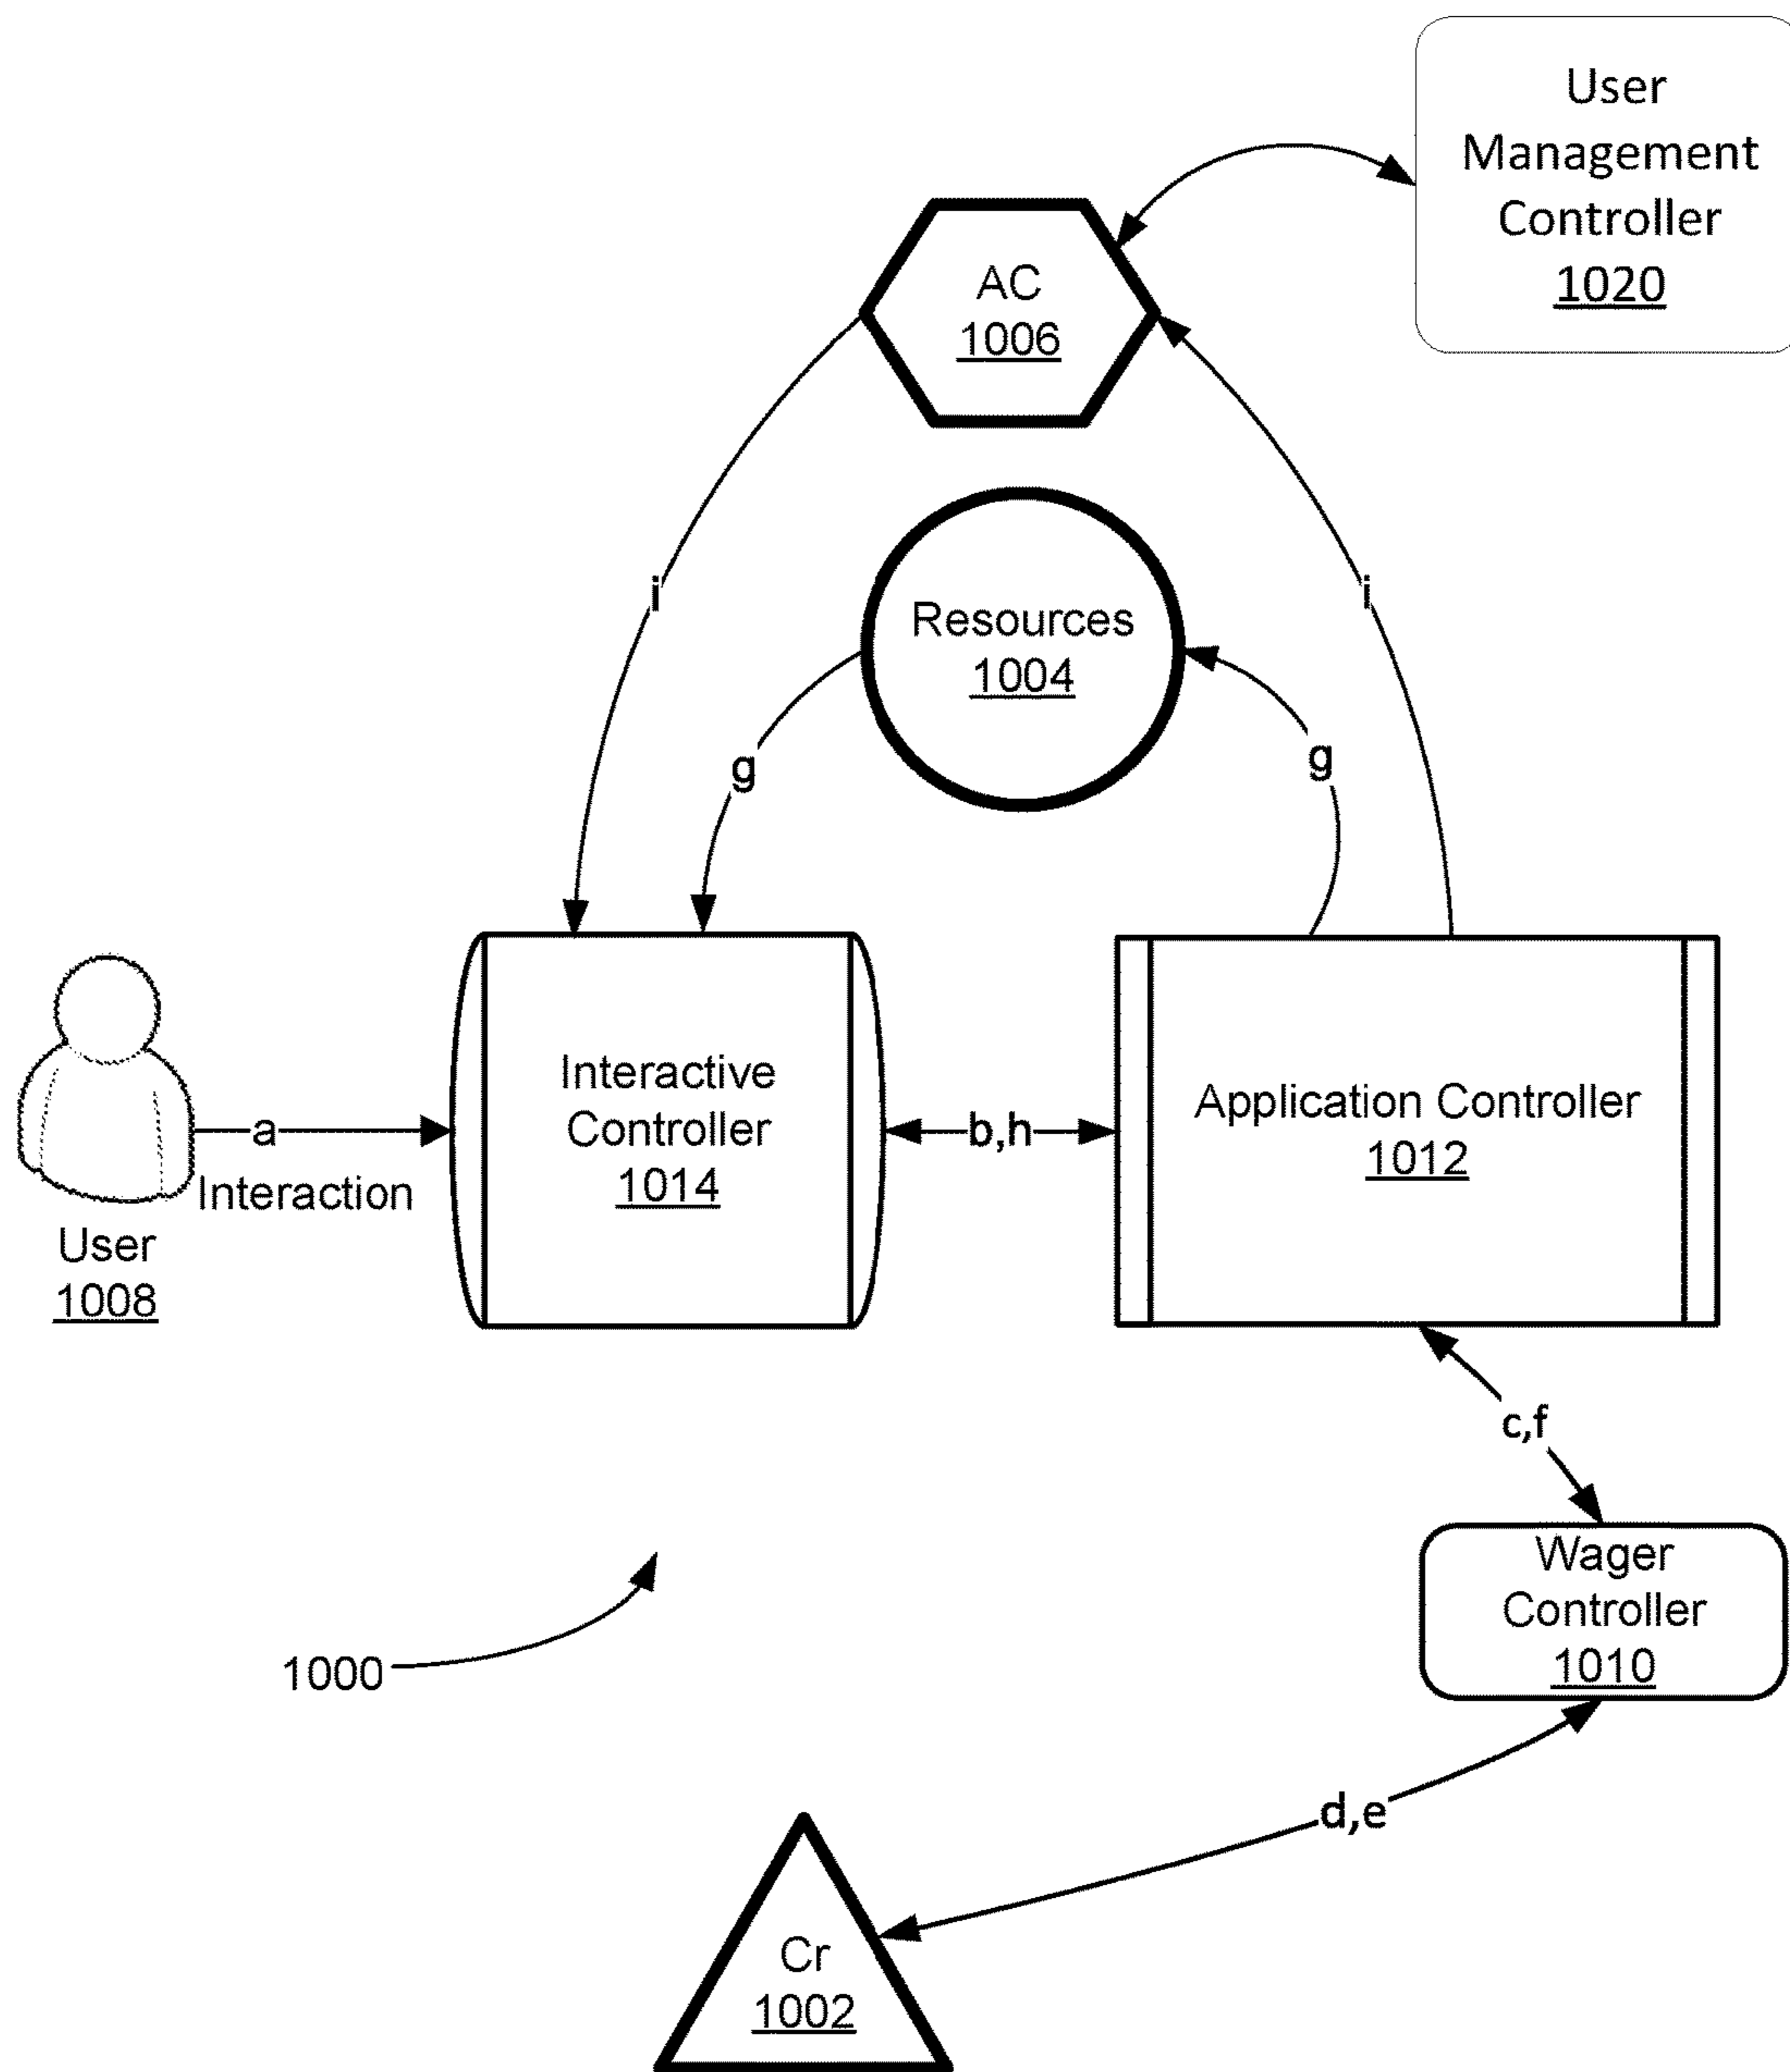 User
Management
Controller
1020
AC
1006
i
i
Resources
1004
g
g
Interactive
Controller
1014
Application Controller
1012
a
b,h
Interaction
User
1008
c,f
Wager
Controller
1010
1000
d,e
Cr
1002